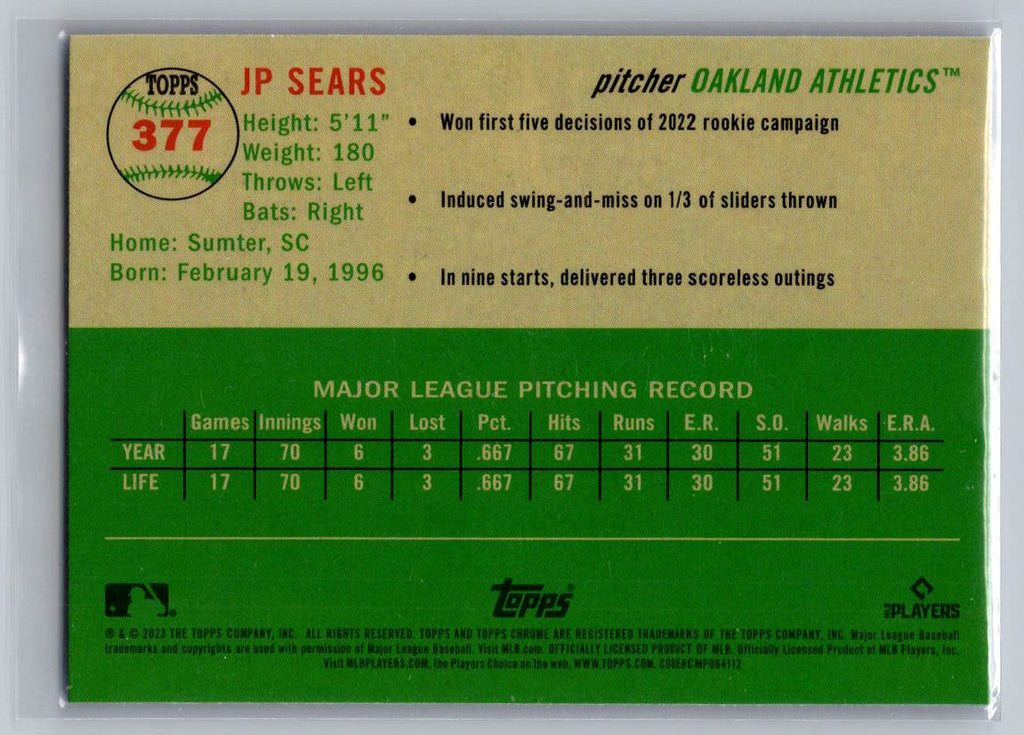 TOPPS
377
JP SEARS
pitcher OAKLAND ATHLETICS™
Height: 5'11"
Weight: 180
Throws: Left
Bats: Right
Home: Sumter, SC
Born: February 19, 1996
• Won first five decisions of 2022 rookie campaign
• Induced swing-and-miss on 1/3 of sliders thrown
• In nine starts, delivered three scoreless outings
MAJOR LEAGUE PITCHING RECORD
Games Innings Won Lost Pct. Hits Runs E.R. S.O. Walks E.R.A.
YEAR 17 70 6 3 .667 67 31 30 51 23 3.86
LIFE 17 70 6 3 .667 67 31 30 51 23 3.86
Topps®
MLB PLAYERS
® & © 2023 THE TOPPS COMPANY, INC. ALL RIGHTS RESERVED. TOPPS AND TOPPS CHROME ARE REGISTERED TRADEMARKS OF THE TOPPS COMPANY, INC. Major League Baseball
trademarks and copyrights are used with permission of Major League Baseball. Visit MLB.com. OFFICIALLY LICENSED PRODUCT OF MLB. Officially Licensed Product of MLB Players, Inc.
Visit MLBPLAYERS.COM, the Players Choice on the web. WWW.TOPPS.COM. CODE#CMP064112